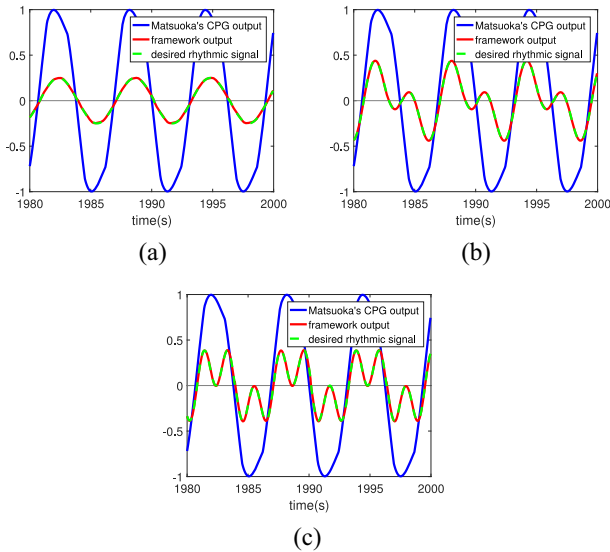 1
0.5
0
-0.5
-1
Matsuoka's CPG output
framework output
desired rhythmic signal
1980 1985 1990 1995 2000
time(s)
(a)
1
0.5
0
-0.5
-1
Matsuoka's CPG output
framework output
desired rhythmic signal
1980 1985 1990 1995 2000
time(s)
(b)
1
0.5
0
-0.5
-1
Matsuoka's CPG output
framework output
desired rhythmic signal
1980 1985 1990 1995 2000
time(s)
(c)